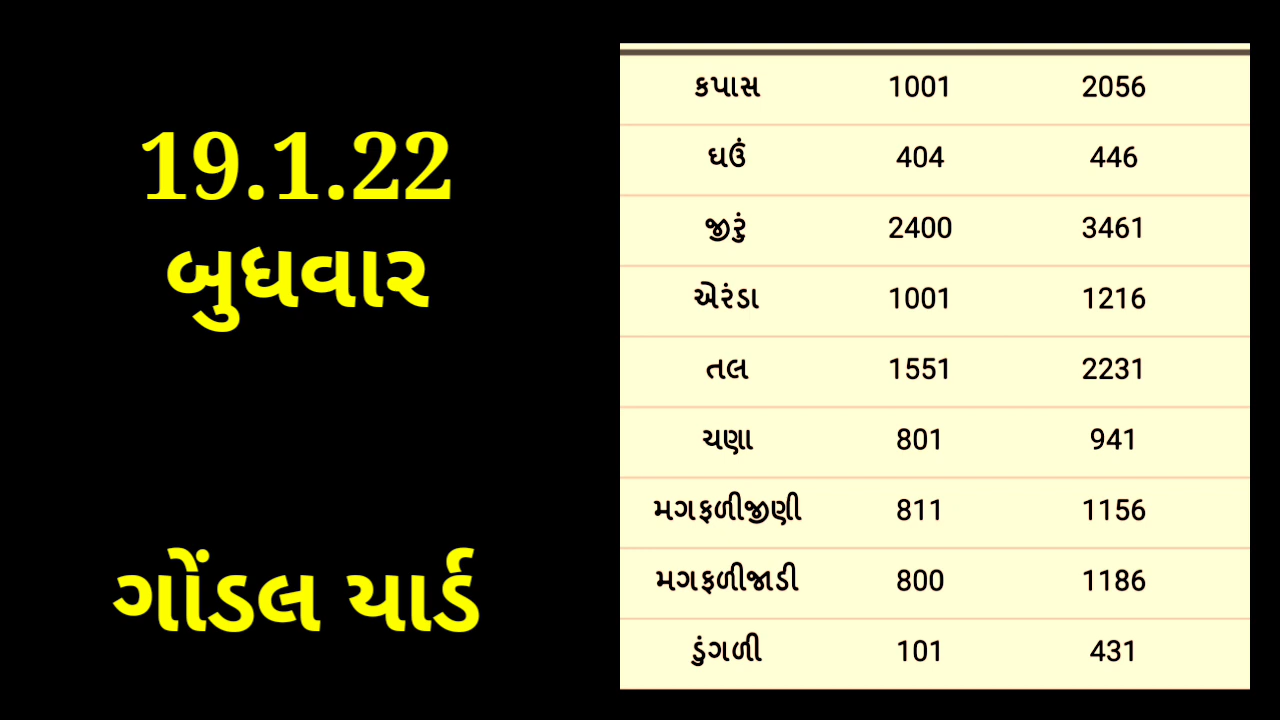 19.1.22
બુધવાર
ગોંડલ યાર્ડ
કપાસ 1001 2056
ઘઉં 404 446
જીરું 2400 3461
એરંડા 1001 1216
તલ 1551 2231
ચણા 801 941
મગફળીજીણી 811 1156
મગફળીજાડી 800 1186
ડુંગળી 101 431